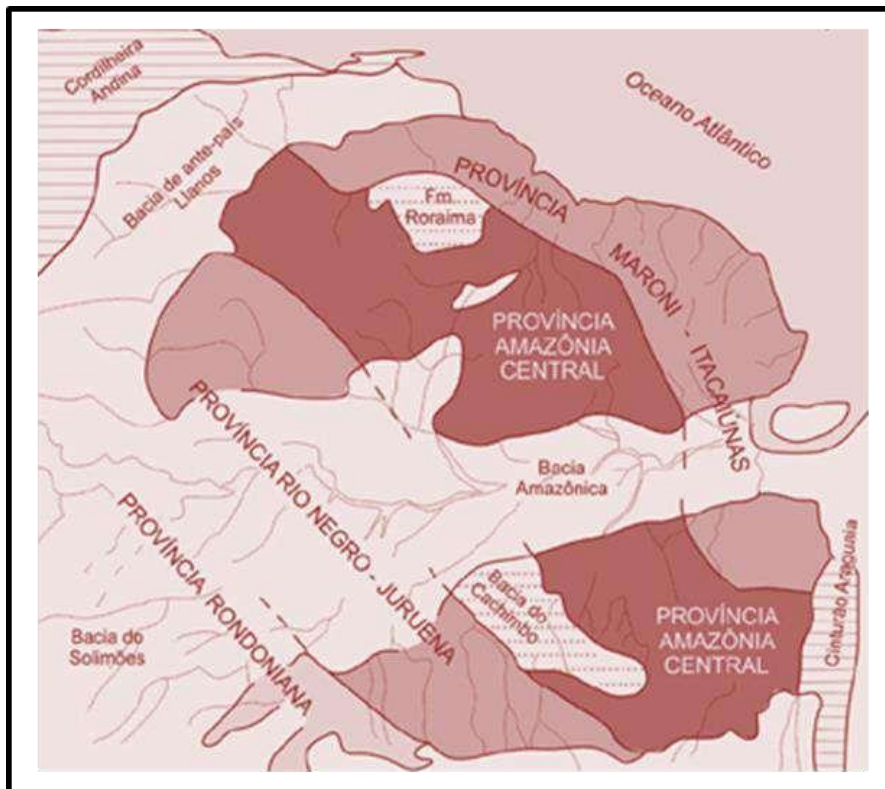 Cordilheira
Andina
Oceano Atlântico
Bacia de ante-país
Llanos
PROVÍNCIA
MARONI - ITACAIÚNAS
Fm
Roraima
PROVÍNCIA
AMAZÔNIA
CENTRAL
PROVÍNCIA RIO NEGRO - JURUENA
Bacia
Amazônica
PROVÍNCIA RONDONIANA
Bacia do
Cachimbo
PROVÍNCIA
AMAZÔNIA
CENTRAL
Bacia do
Solimões
Cinturão